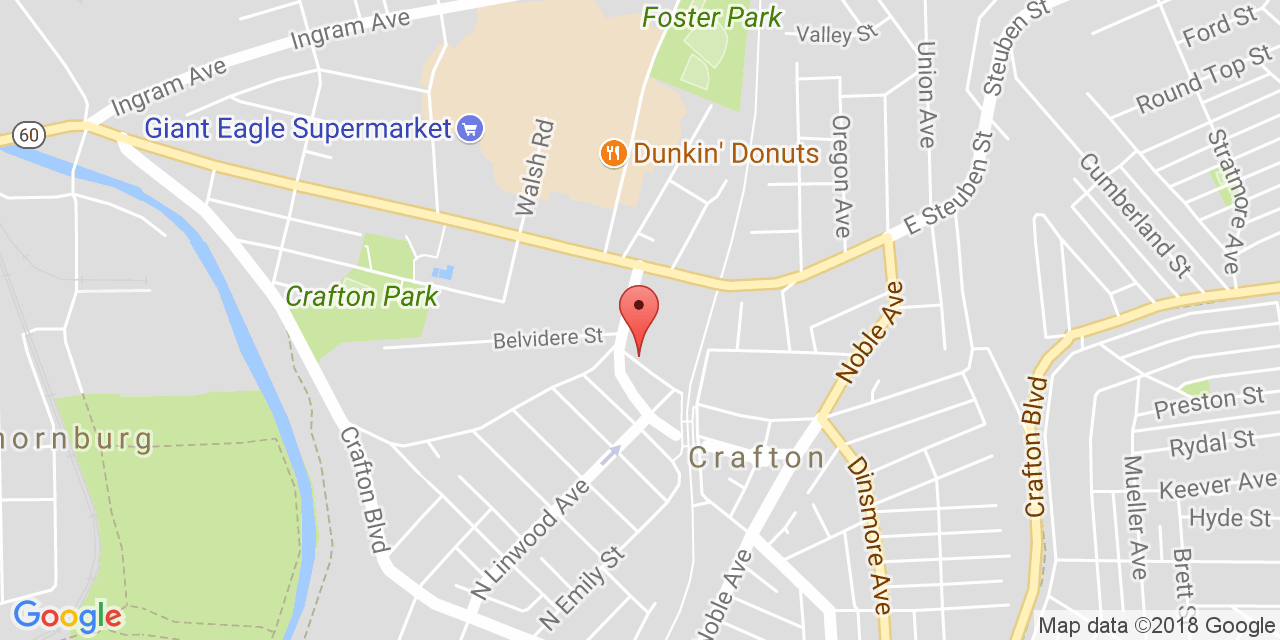 Foster Park
Ingram Ave
Valley St
Ford St
Steuben St
Union Ave
Round Top St
Ingram Ave
60
Giant Eagle Supermarket
Dunkin' Donuts
Walsh Rd
Oregon Ave
E Steuben St
Cumberland St
Stratmore Ave
Crafton Park
Belvidere St
Noble Ave
Crafton Blvd
Preston St
hornburg
Rydal St
Crafton
Crafton Blvd
N Linwood Ave
Dinsmore Ave
Mueller Ave
Keever Ave
Hyde St
N Emily St
Noble Ave
Brett S
Google
Map data ©2018 Google